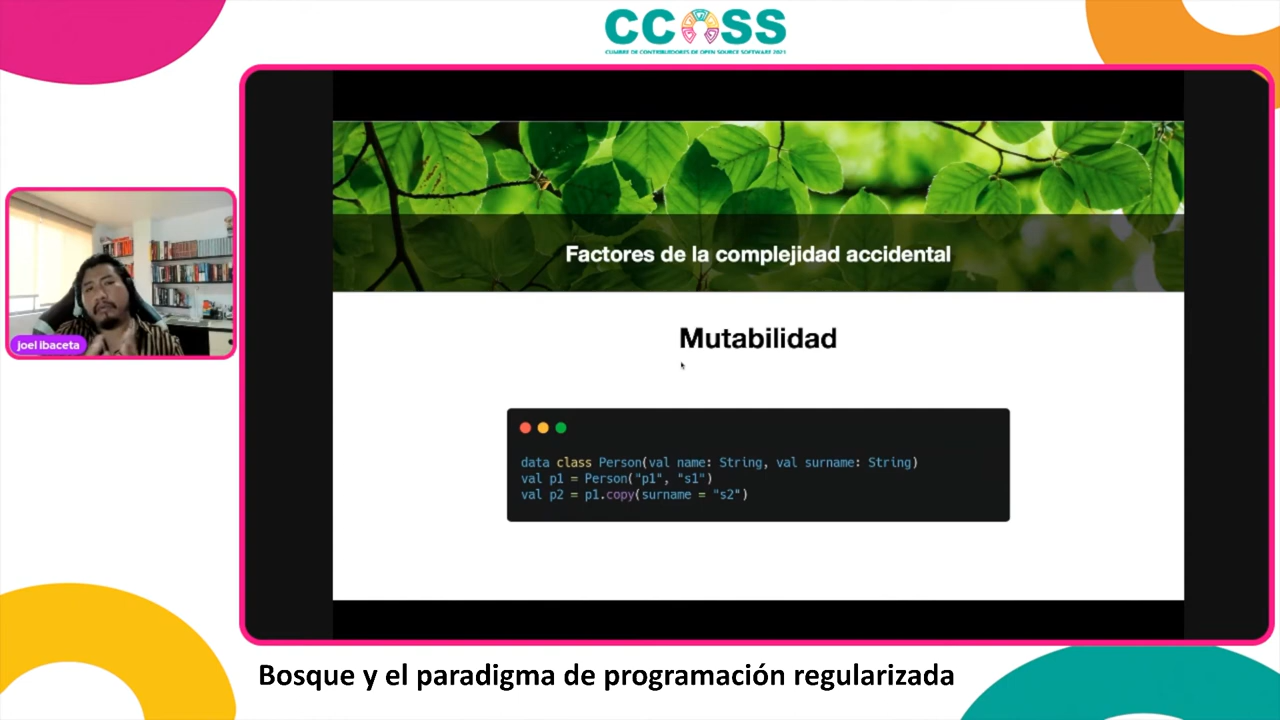 CCOSS
CUMBRE DE CONTRIBUIDORES DE OPEN SOURCE SOFTWARE 2021
Factores de la complejidad accidental
Mutabilidad
joel ibaceta
data class Person(val name: String, val surname: String)
val p1 = Person("p1", "s1")
val p2 = p1.copy(surname = "s2")
Bosque y el paradigma de programación regularizada